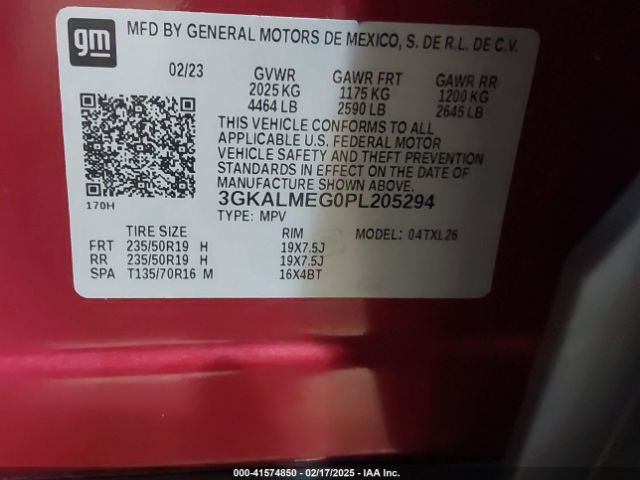 gm
MFD BY GENERAL MOTORS DE MEXICO, S. DE R.L. DE C.V.
02/23 GVWR GAWR FRT GAWR RR
2025 KG 1175 KG 1200 KG
4464 LB 2590 LB 2645 LB
THIS VEHICLE CONFORMS TO ALL
APPLICABLE U.S. FEDERAL MOTOR
VEHICLE SAFETY AND THEFT PREVENTION
STANDARDS IN EFFECT ON THE DATE OF
MANUFACTURE SHOWN ABOVE.
170H
3GKALMEG0PL205294
TYPE: MPV
TIRE SIZE RIM MODEL: 04TXL26
FRT 235/50R19 H 19X7.5J
RR 235/50R19 H 19X7.5J
SPA T135/70R16 M 16X4BT
000-41574850 - 02/17/2025 - IAA Inc.